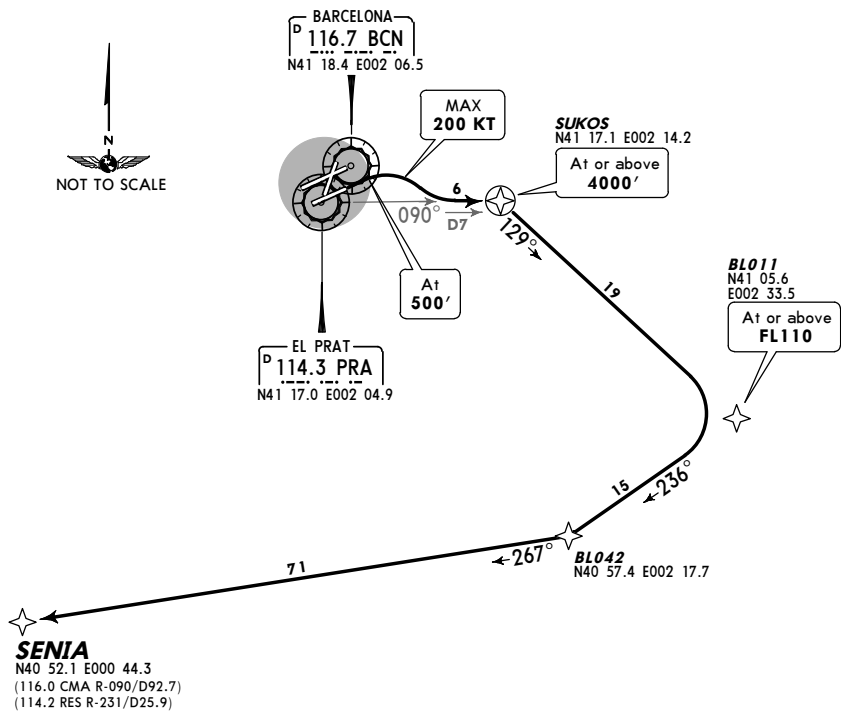 BARCELONA
D 116.7 BCN
N41 18.4 E002 06.5
N
NOT TO SCALE
MAX
200 KT
SUKOS
N41 17.1 E002 14.2
At or above
4000'
6
090°
D7
129°
At
500'
19
BL011
N41 05.6
E002 33.5
At or above
FL110
EL PRAT
D 114.3 PRA
N41 17.0 E002 04.9
15
236°
BL042
N40 57.4 E002 17.7
267°
71
SENIA
N40 52.1 E000 44.3
(116.0 CMA R-090/D92.7)
(114.2 RES R-231/D25.9)